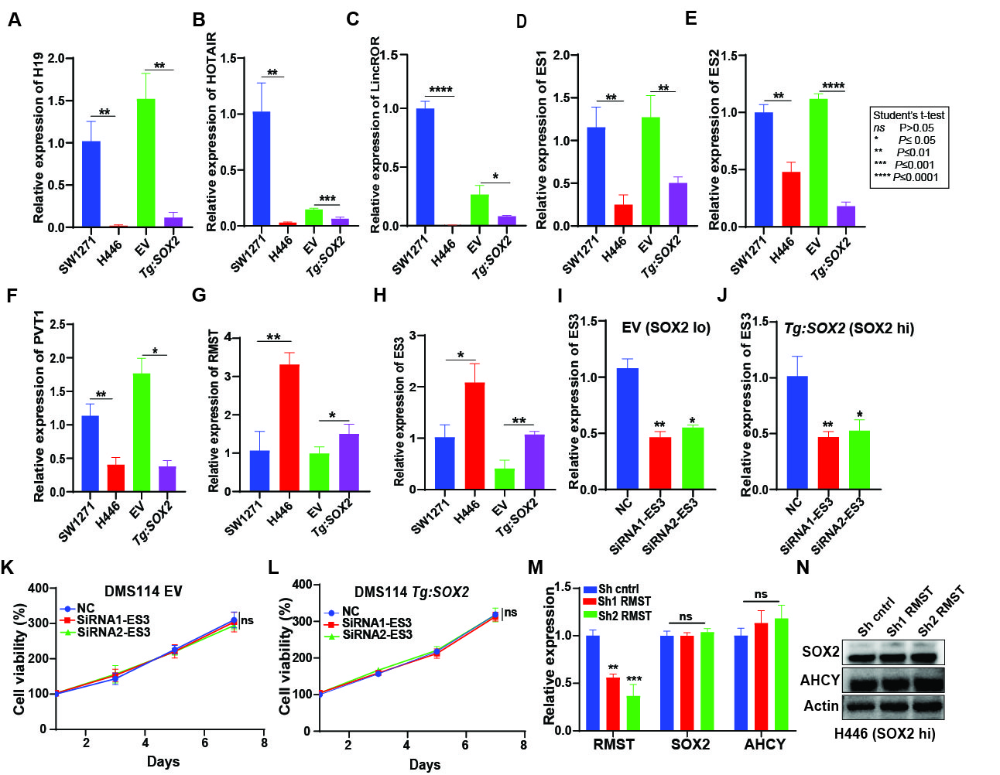 A
Relative expression of H19
2.0
1.5
1.0
0.5
0.0
**
**
SW1271
H446
EV
Tg:SOX2
B
Relative expression of HOTAIR
1.5
1.0
0.5
0.0
**
***
SW1271
H446
EV
Tg:SOX2
C
Relative expression of LincROR
1.5
1.0
0.5
0.0
****
*
SW1271
H446
EV
Tg:SOX2
D
Relative expression of ES1
2.0
1.5
1.0
0.5
0.0
**
**
SW1271
H446
EV
Tg:SOX2
E
Relative expression of ES2
1.5
1.0
0.5
0.0
**
****
SW1271
H446
EV
Tg:SOX2
Student's t-test
ns P>0.05
* P≤ 0.05
** P≤0.01
*** P≤0.001
**** P≤0.0001
F
Relative expression of PVT1
2.5
2.0
1.5
1.0
0.5
0.0
**
*
SW1271
H446
EV
Tg:SOX2
G
Relative expression of RMST
4
3
2
1
0
**
*
SW1271
H446
EV
Tg:SOX2
H
Relative expression of ES3
3
2
1
0
*
**
SW1271
H446
EV
Tg:SOX2
I
Relative expression of ES3
EV (SOX2 lo)
1.5
1.0
0.5
0.0
**
*
NC
SiRNA1-ES3
SiRNA2-ES3
J
Relative expression of ES3
Tg:SOX2 (SOX2 hi)
1.5
1.0
0.5
0.0
**
*
NC
SiRNA1-ES3
SiRNA2-ES3
K
Cell viability (%)
DMS114 EV
400
300
200
100
0
NC
SiRNA1-ES3
SiRNA2-ES3
ns
2 4 6 8
Days
L
Cell viability (%)
DMS114 Tg:SOX2
400
300
200
100
0
NC
SiRNA1-ES3
SiRNA2-ES3
ns
2 4 6 8
Days
M
Relative expression
1.5
1.0
0.5
0.0
Sh cntrl
Sh1 RMST
Sh2 RMST
**
***
ns
ns
RMST SOX2 AHCY
N
Sh cntrl
Sh1 RMST
Sh2 RMST
SOX2
AHCY
Actin
H446 (SOX2 hi)